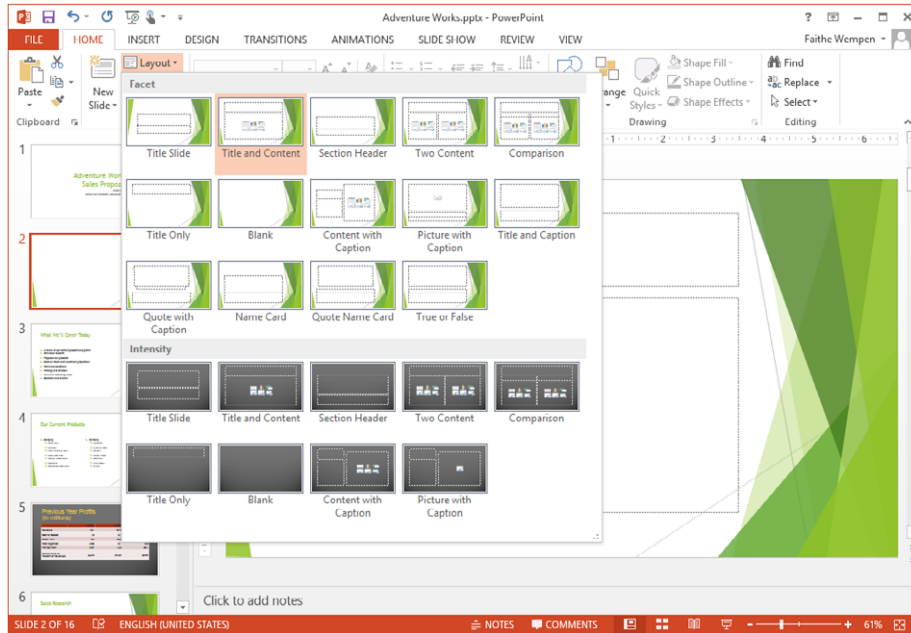 Adventure Works.pptx - PowerPoint
FILE HOME INSERT DESIGN TRANSITIONS ANIMATIONS SLIDE SHOW REVIEW VIEW Faithe Wempen
Paste
Clipboard
New
Slide
Layout
Quick
Styles
Shape Fill
Shape Outline
Shape Effects
Drawing
Find
Replace
Select
Editing
Facet
Title Slide Title and Content Section Header Two Content Comparison
Title Only Blank Content with Caption Picture with Caption Title and Caption
Quote with Caption Name Card Quote Name Card True or False
Intensity
Title Slide Title and Content Section Header Two Content Comparison
Title Only Blank Content with Caption Picture with Caption
1
Adventure
Sales
2
3
What We'll Cover Today
4
Our Current Products
5
Previous Year Profits
(in millions)
6
Sales Research
Click to add notes
SLIDE 2 OF 16 ENGLISH (UNITED STATES) NOTES COMMENTS 61%